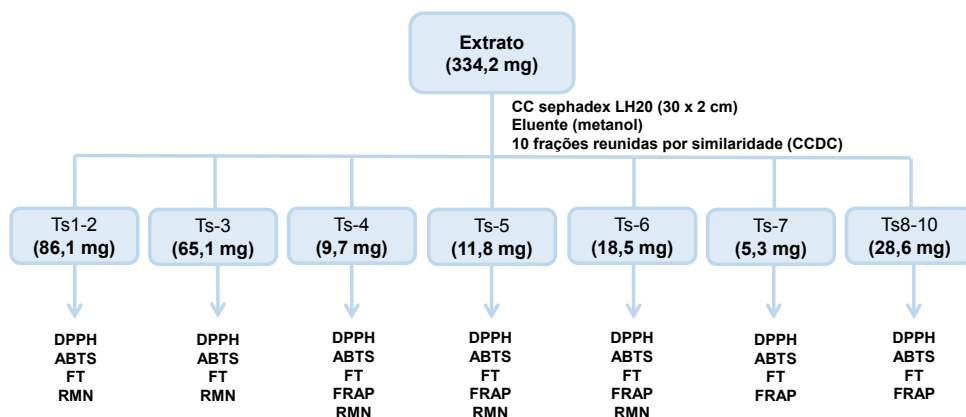 Extrato
(334,2 mg)
CC sephadex LH20 (30 x 2 cm)
Eluente (metanol)
10 frações reunidas por similaridade (CCDC)
Ts1-2
(86,1 mg)
Ts-3
(65,1 mg)
Ts-4
(9,7 mg)
Ts-5
(11,8 mg)
Ts-6
(18,5 mg)
Ts-7
(5,3 mg)
Ts8-10
(28,6 mg)
DPPH
ABTS
FT
RMN
DPPH
ABTS
FT
RMN
DPPH
ABTS
FT
FRAP
RMN
DPPH
ABTS
FT
FRAP
RMN
DPPH
ABTS
FT
FRAP
RMN
DPPH
ABTS
FT
FRAP
DPPH
ABTS
FT
FRAP